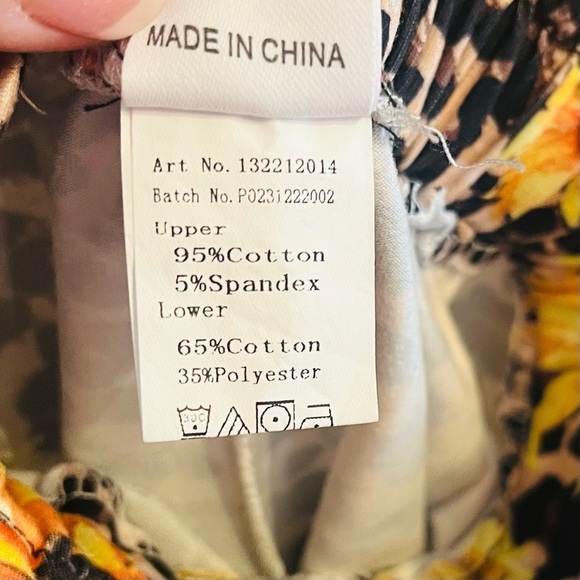 MADE IN CHINA
Art No. 132212014
Batch No. P0231222002
Upper
95%Cotton
5%Spandex
Lower
65%Cotton
35%Polyester
30C